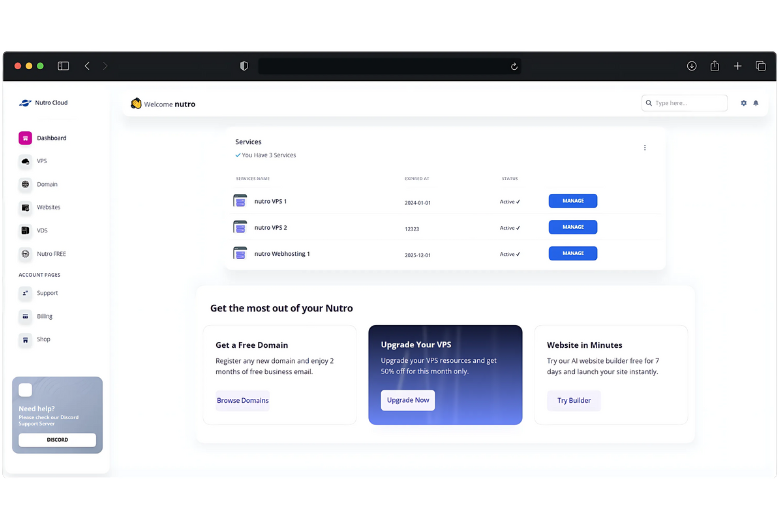 Nutro Cloud
Dashboard
VPS
Domain
Websites
VDS
Nutro FREE
ACCOUNT PAGES
Support
Billing
Shop
Need help?
Please check our Discord
Support Server
DISCORD
Welcome nutro
Type here...
Services
✓ You Have 3 Services
SERVICES NAME
EXPIRED AT
STATUS
nutro VPS 1 2024-01-01 Active ✓ MANAGE
nutro VPS 2 12323 Active ✓ MANAGE
nutro Webhosting 1 2025-12-01 Active ✓ MANAGE
Get the most out of your Nutro
Get a Free Domain
Register any new domain and enjoy 2
months of free business email.
Browse Domains
Upgrade Your VPS
Upgrade your VPS resources and get
50% off for this month only.
Upgrade Now
Website in Minutes
Try our AI website builder free for 7
days and launch your site instantly.
Try Builder